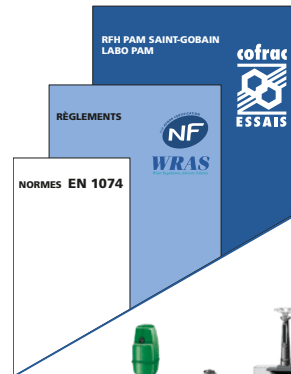 RFH PAM SAINT-GOBAIN
LABO PAM
cofrac
ESSAIS
RÈGLEMENTS
NF
WRAS
NORMES EN 1074